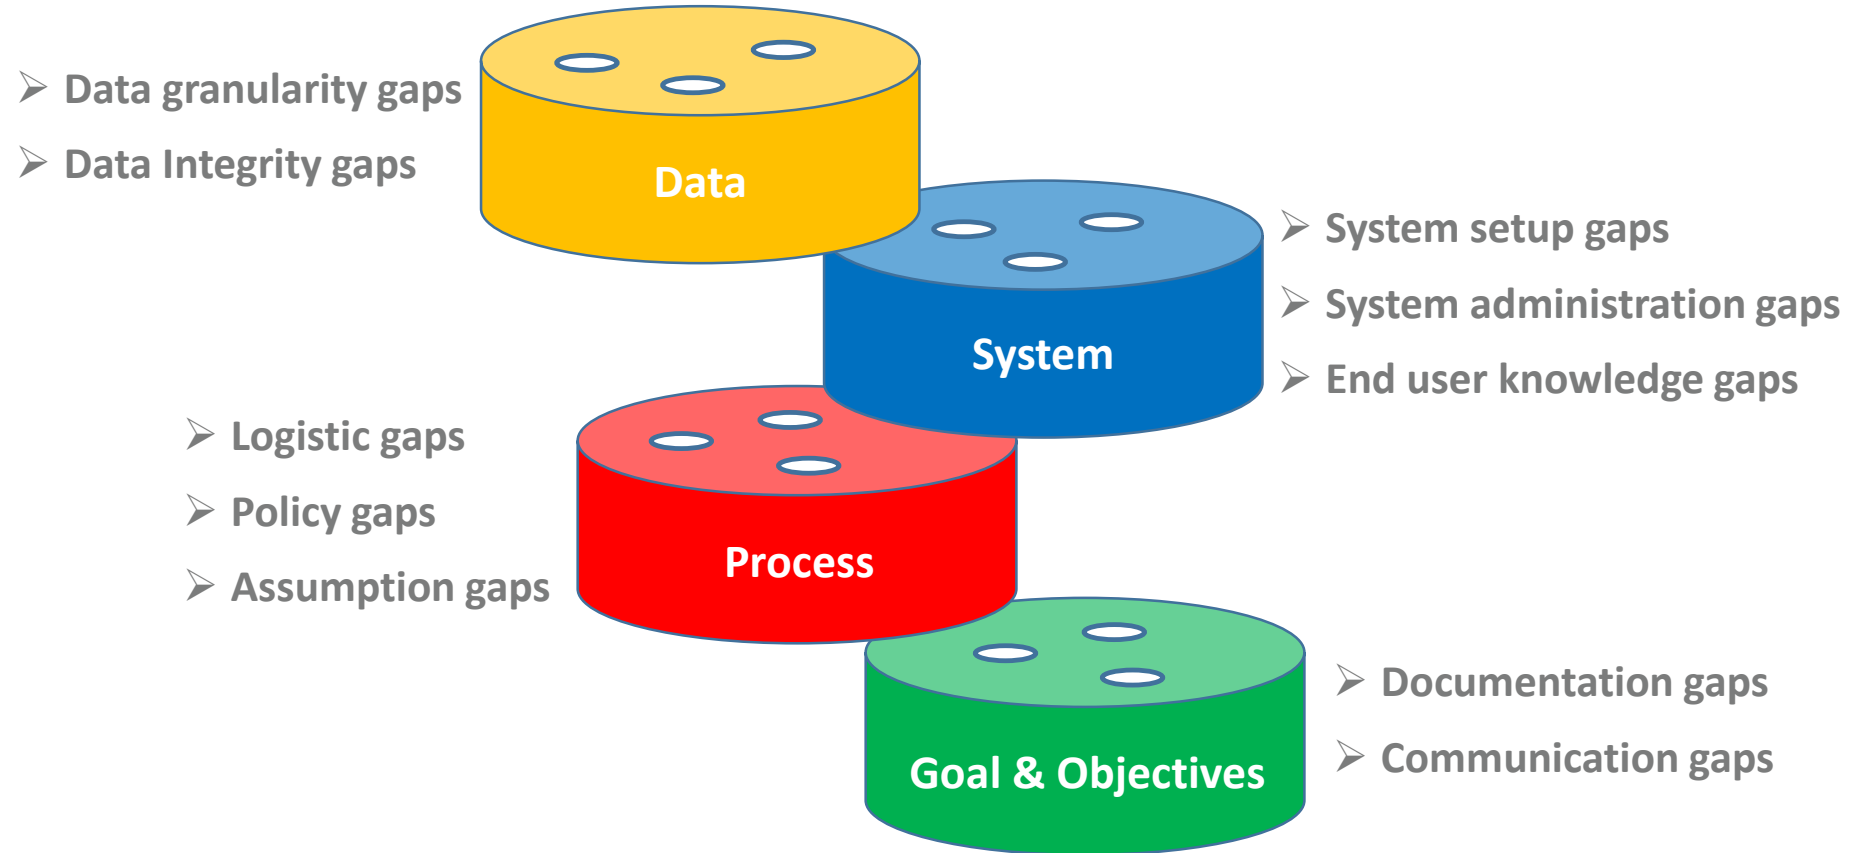 Data granularity gaps
Data Integrity gaps
Data
System setup gaps
System administration gaps
End user knowledge gaps
System
Logistic gaps
Policy gaps
Assumption gaps
Process
Documentation gaps
Communication gaps
Goal & Objectives